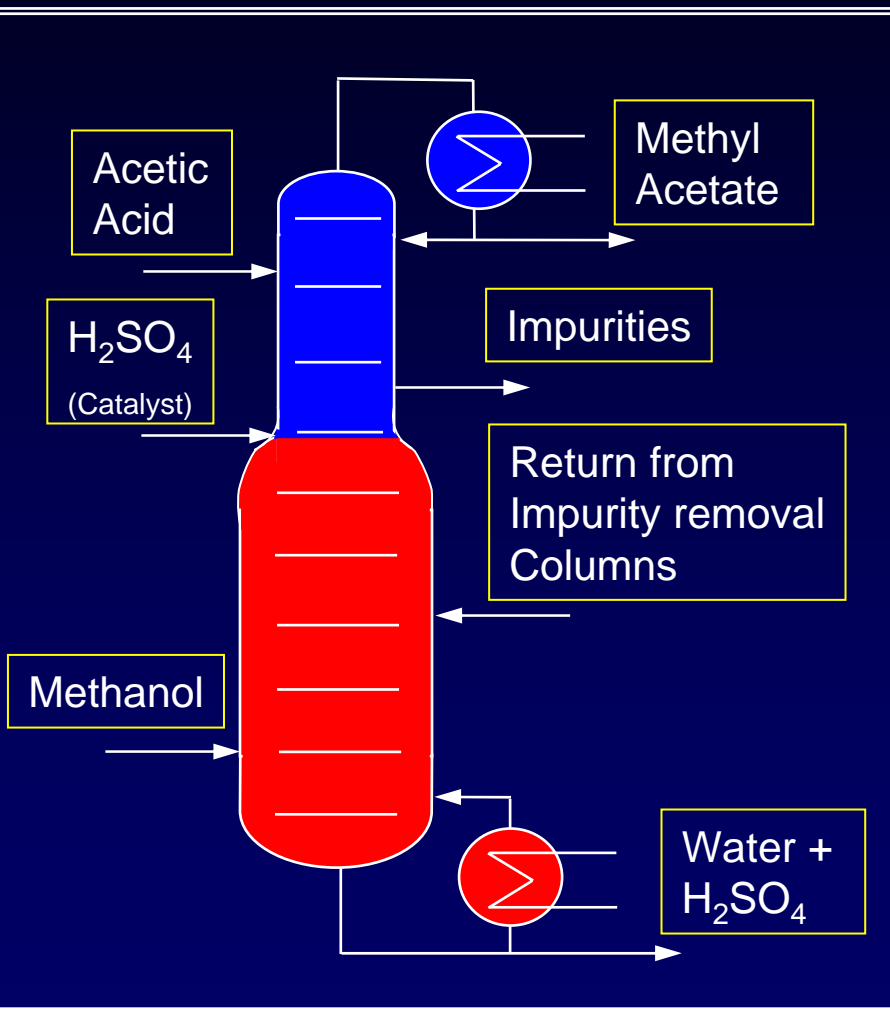 Acetic
Acid
Methyl
Acetate
H₂SO₄
(Catalyst)
Impurities
Return from
Impurity removal
Columns
Methanol
Water +
H₂SO₄